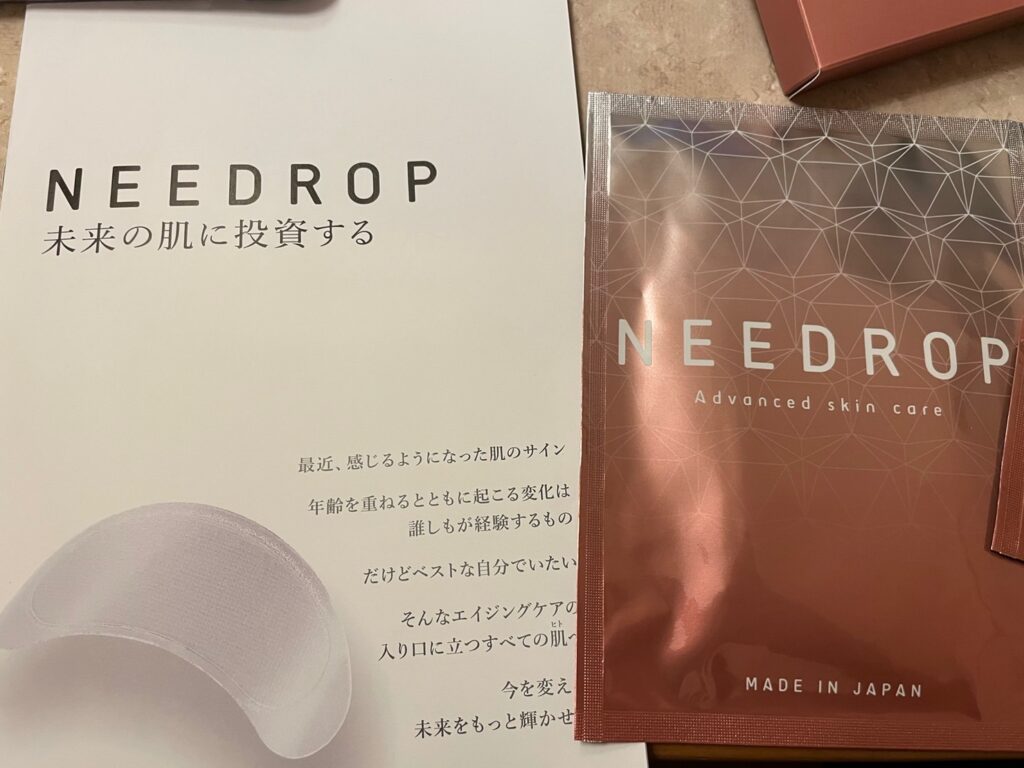 NEEDROP
未来の肌に投資する
最近、感じるようになった肌のサイン
年齢を重ねるとともに起こる変化は
誰しもが経験するもの
だけどベストな自分でいたい
そんなエイジングケアの
ヒト
入り口に立つすべての肌
今を変え
未来をもっと輝かせ
NEEDROP
Advanced skin care
MADE IN JAPAN